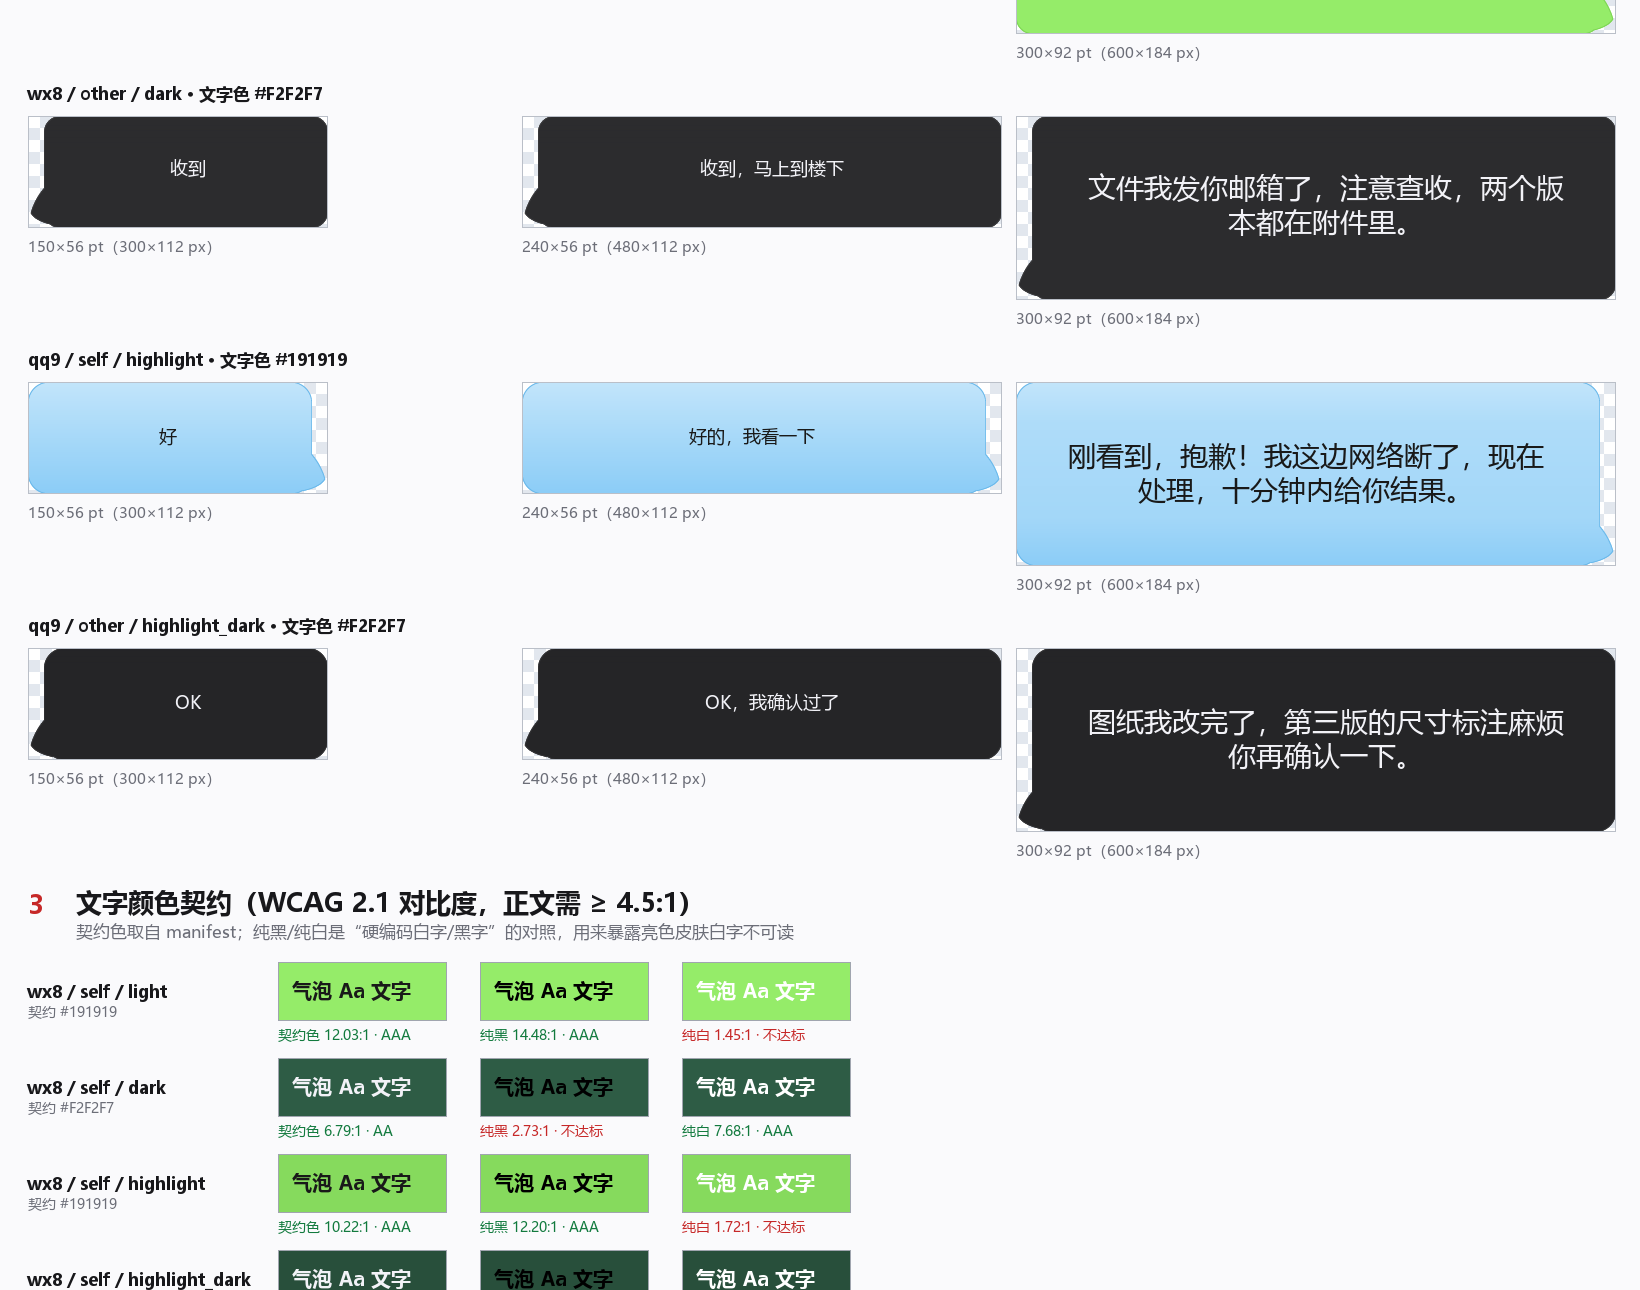 300×92 pt（600×184 px）
wx8 / other / dark • 文字色 #F2F2F7
收到
收到，马上到楼下
文件我发你邮箱了，注意查收，两个版
本都在附件里。
150×56 pt（300×112 px）
240×56 pt（480×112 px）
300×92 pt（600×184 px）
qq9 / self / highlight • 文字色 #191919
好
好的，我看一下
刚看到，抱歉！我这边网络断了，现在
处理，十分钟内给你结果。
150×56 pt（300×112 px）
240×56 pt（480×112 px）
300×92 pt（600×184 px）
qq9 / other / highlight_dark • 文字色 #F2F2F7
OK
OK，我确认过了
图纸我改完了，第三版的尺寸标注麻烦
你再确认一下。
150×56 pt（300×112 px）
240×56 pt（480×112 px）
300×92 pt（600×184 px）
3 文字颜色契约（WCAG 2.1 对比度，正文需 ≥ 4.5:1）
契约色取自 manifest；纯黑/纯白是“硬编码白字/黑字”的对照，用来暴露亮色皮肤白字不可读
wx8 / self / light
契约 #191919
气泡 Aa 文字
气泡 Aa 文字
气泡 Aa 文字
契约色 12.03:1 · AAA
纯黑 14.48:1 · AAA
纯白 1.45:1 · 不达标
wx8 / self / dark
契约 #F2F2F7
气泡 Aa 文字
气泡 Aa 文字
气泡 Aa 文字
契约色 6.79:1 · AA
纯黑 2.73:1 · 不达标
纯白 7.68:1 · AAA
wx8 / self / highlight
契约 #191919
气泡 Aa 文字
气泡 Aa 文字
气泡 Aa 文字
契约色 10.22:1 · AAA
纯黑 12.20:1 · AAA
纯白 1.72:1 · 不达标
wx8 / self / highlight_dark
气泡 Aa 文字
气泡 Aa 文字
气泡 Aa 文字